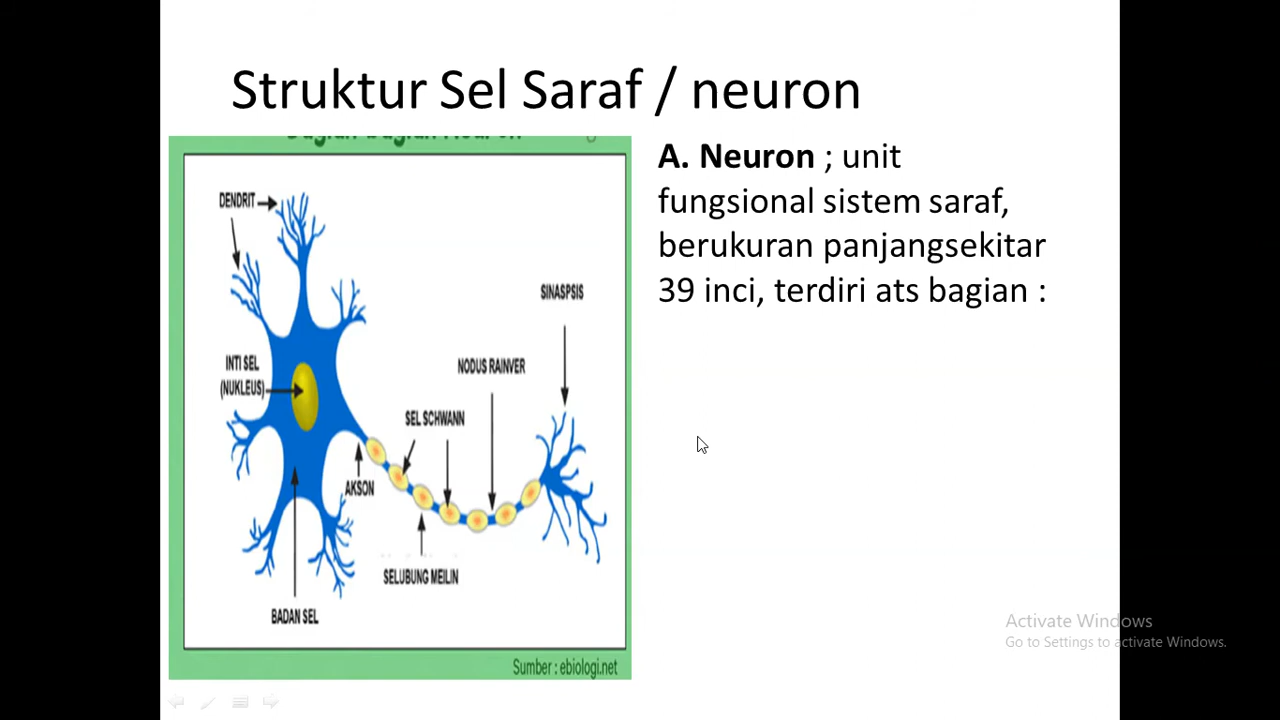 Struktur Sel Saraf / neuron
A. Neuron ; unit
fungsional sistem saraf,
berukuran panjangsekitar
39 inci, terdiri ats bagian :
DENDRIT
SINASPSIS
INTI SEL
(NUKLEUS)
NODUS RAINVER
SEL SCHWANN
AKSON
SELUBUNG MEILIN
BADAN SEL
Sumber : ebiologi.net
Activate Windows
Go to Settings to activate Windows.